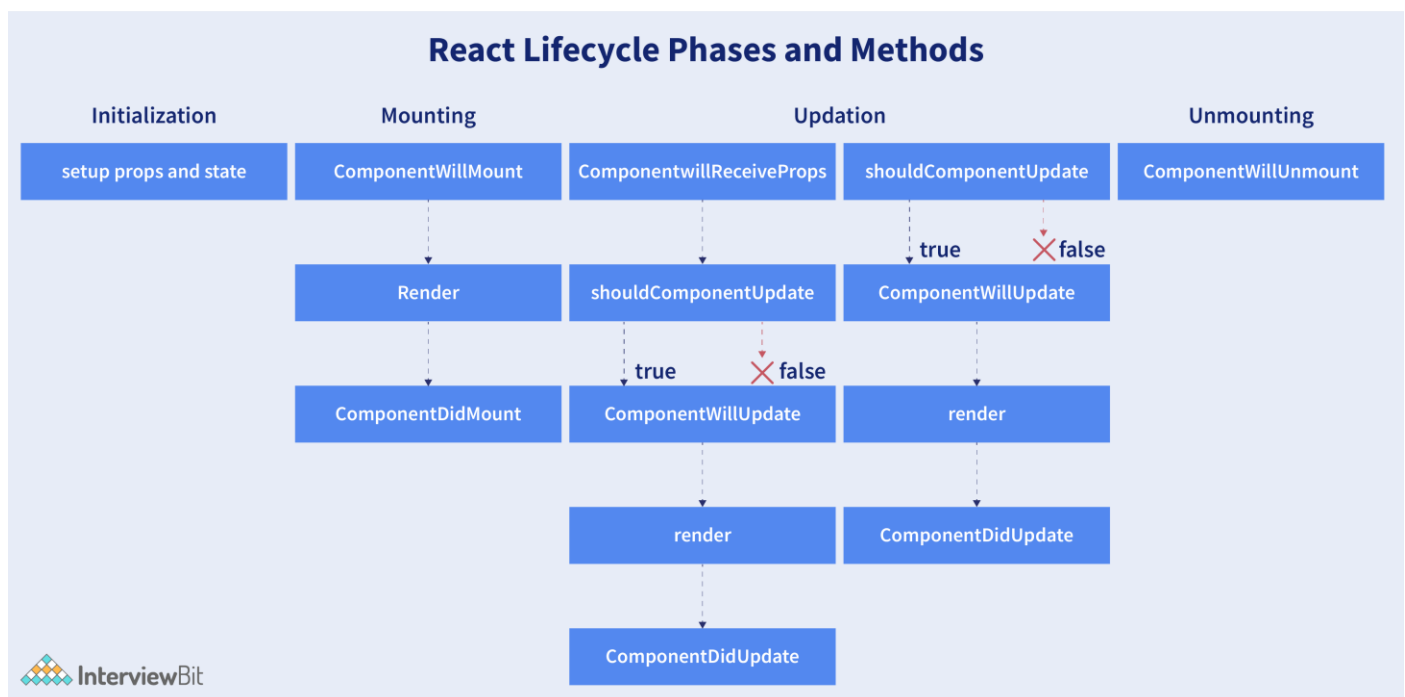 React Lifecycle Phases and Methods
Initialization
Mounting
Updation
Unmounting
setup props and state
ComponentWillMount
ComponentwillReceiveProps
shouldComponentUpdate
ComponentWillUnmount
true
false
Render
shouldComponentUpdate
ComponentWillUpdate
true
false
ComponentDidMount
ComponentWillUpdate
render
render
ComponentDidUpdate
ComponentDidUpdate
InterviewBit